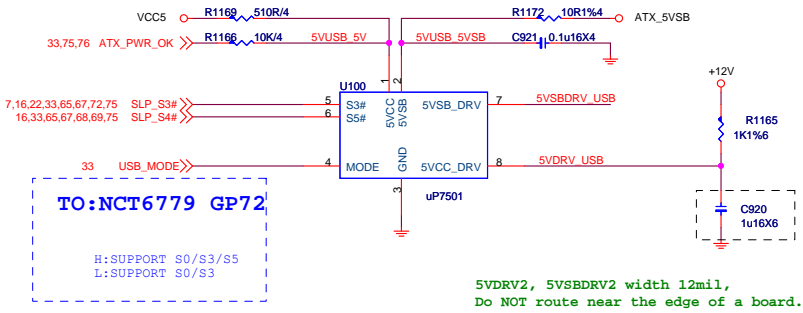 VCC5 R1169 510R/4 R1172 10R1%4 ATX_5VSB
33,75,76 ATX_PWR_OK R1166 10K/4 5VUSB_5V 5VUSB_5VSB C921 0.1u16X4
+12V
1 2
U100
7,16,22,33,65,67,72,75 SLP_S3# 5 S3# 5VCC 5VSB 5VSB_DRV 7 5VSBDRV_USB
16,33,65,67,68,69,75 SLP_S4# 6 S5#
R1165
1K1%6
33 USB_MODE 4 MODE GND 5VCC_DRV 8 5VDRV_USB
3 uP7501
TO:NCT6779 GP72
C920
1u16X6
H:SUPPORT S0/S3/S5
L:SUPPORT S0/S3
5VDRV2, 5VSBDRV2 width 12mil,
Do NOT route near the edge of a board.